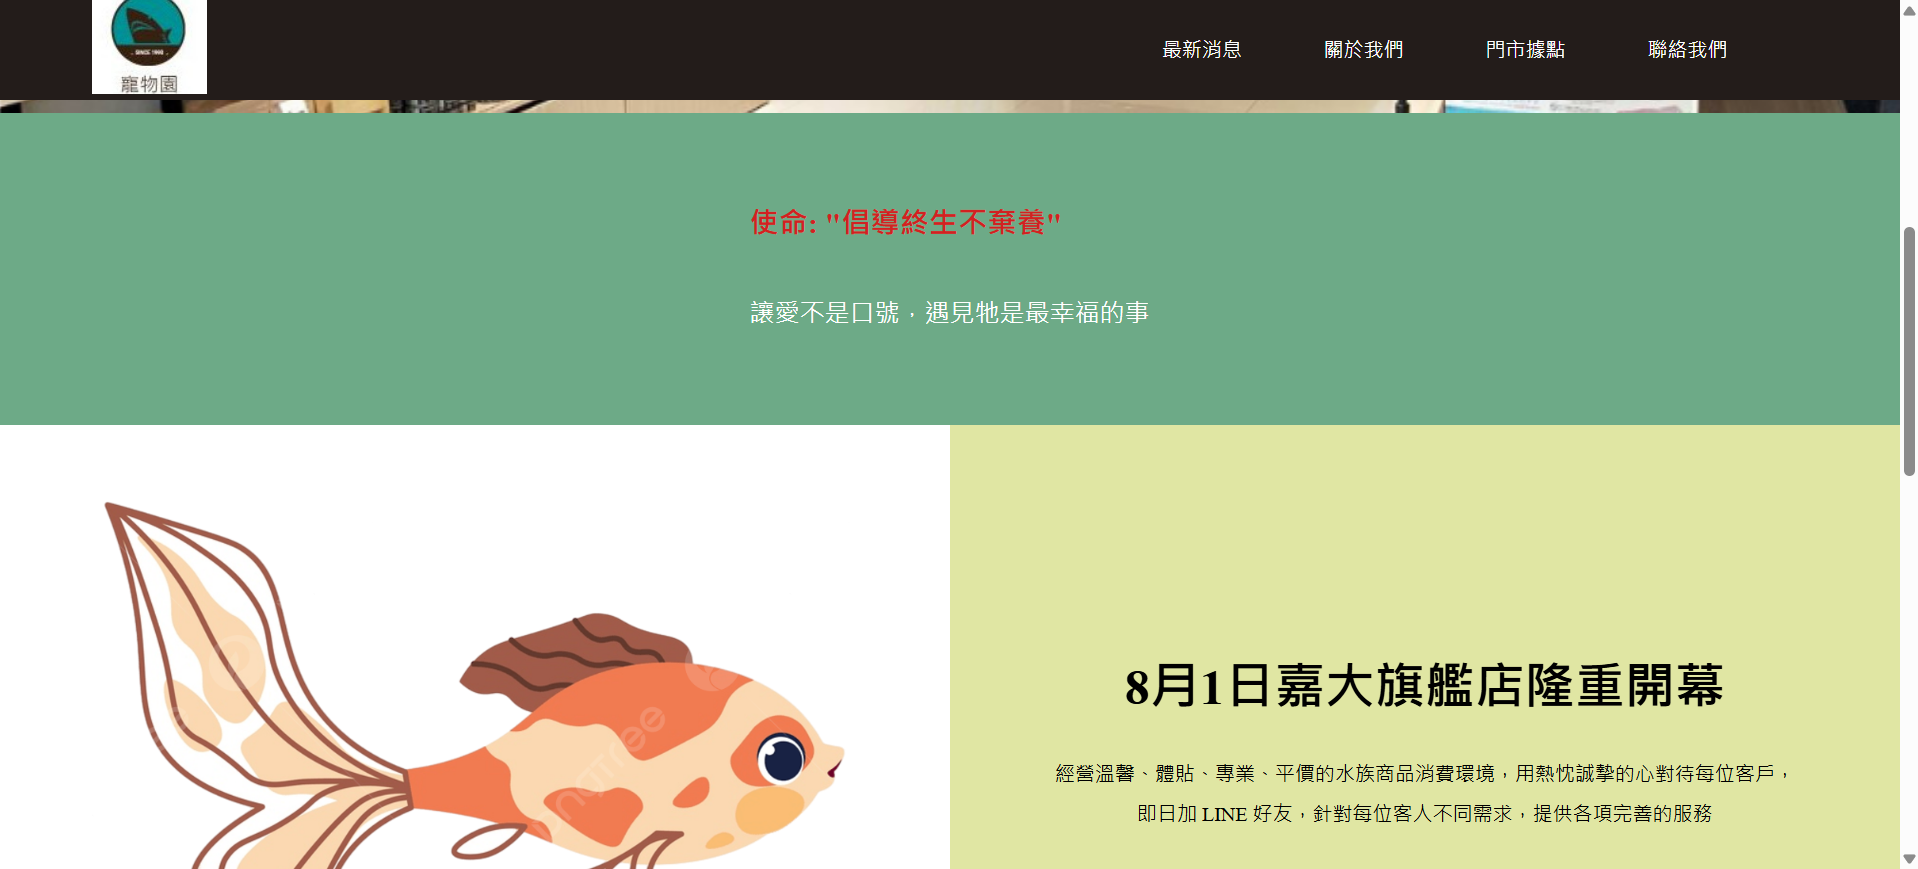 SINCE 1998
寵物園
最新消息
關於我們
門市據點
聯絡我們
使命: "倡導終生不棄養"
讓愛不是口號，遇見牠是最幸福的事
8月1日嘉大旗艦店隆重開幕
經營溫馨、體貼、專業、平價的水族商品消費環境，用熱忱誠摯的心對待每位客戶，
即日加 LINE 好友，針對每位客人不同需求，提供各項完善的服務